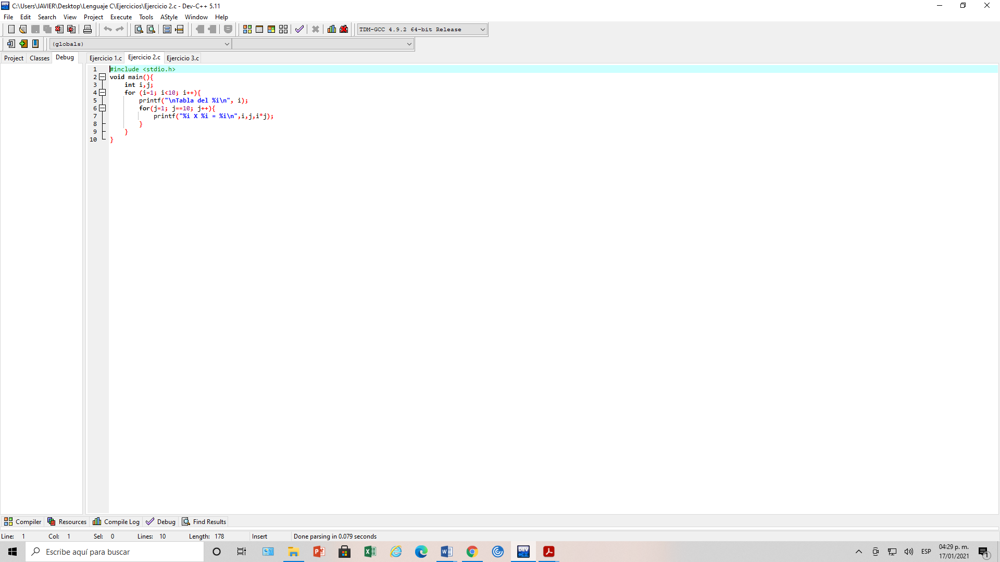 C:\Users\JAVIER\Desktop\Lenguaje C\Ejercicios\Ejercicio 2.c - Dev-C++ 5.11
File Edit Search View Project Execute Tools AStyle Window Help
TDM-GCC 4.9.2 64-bit Release
(globals)
Project Classes Debug Ejercicio 1.c Ejercicio 2.c Ejercicio 3.c
1 #include <stdio.h>
2 void main(){
3 int i,j;
4 for (i=1; i<10; i++){
5 printf("\nTabla del %i\n", i);
6 for(j=1; j==10; j++){
7 printf("%i X %i = %i\n",i,j,i*j);
8 }
9 }
10 }
Compiler Resources Compile Log Debug Find Results
Line: 1 Col: 1 Sel: 0 Lines: 10 Length: 178 Insert Done parsing in 0.079 seconds
Escribe aquí para buscar
ESP
04:29 p. m.
17/01/2021
1